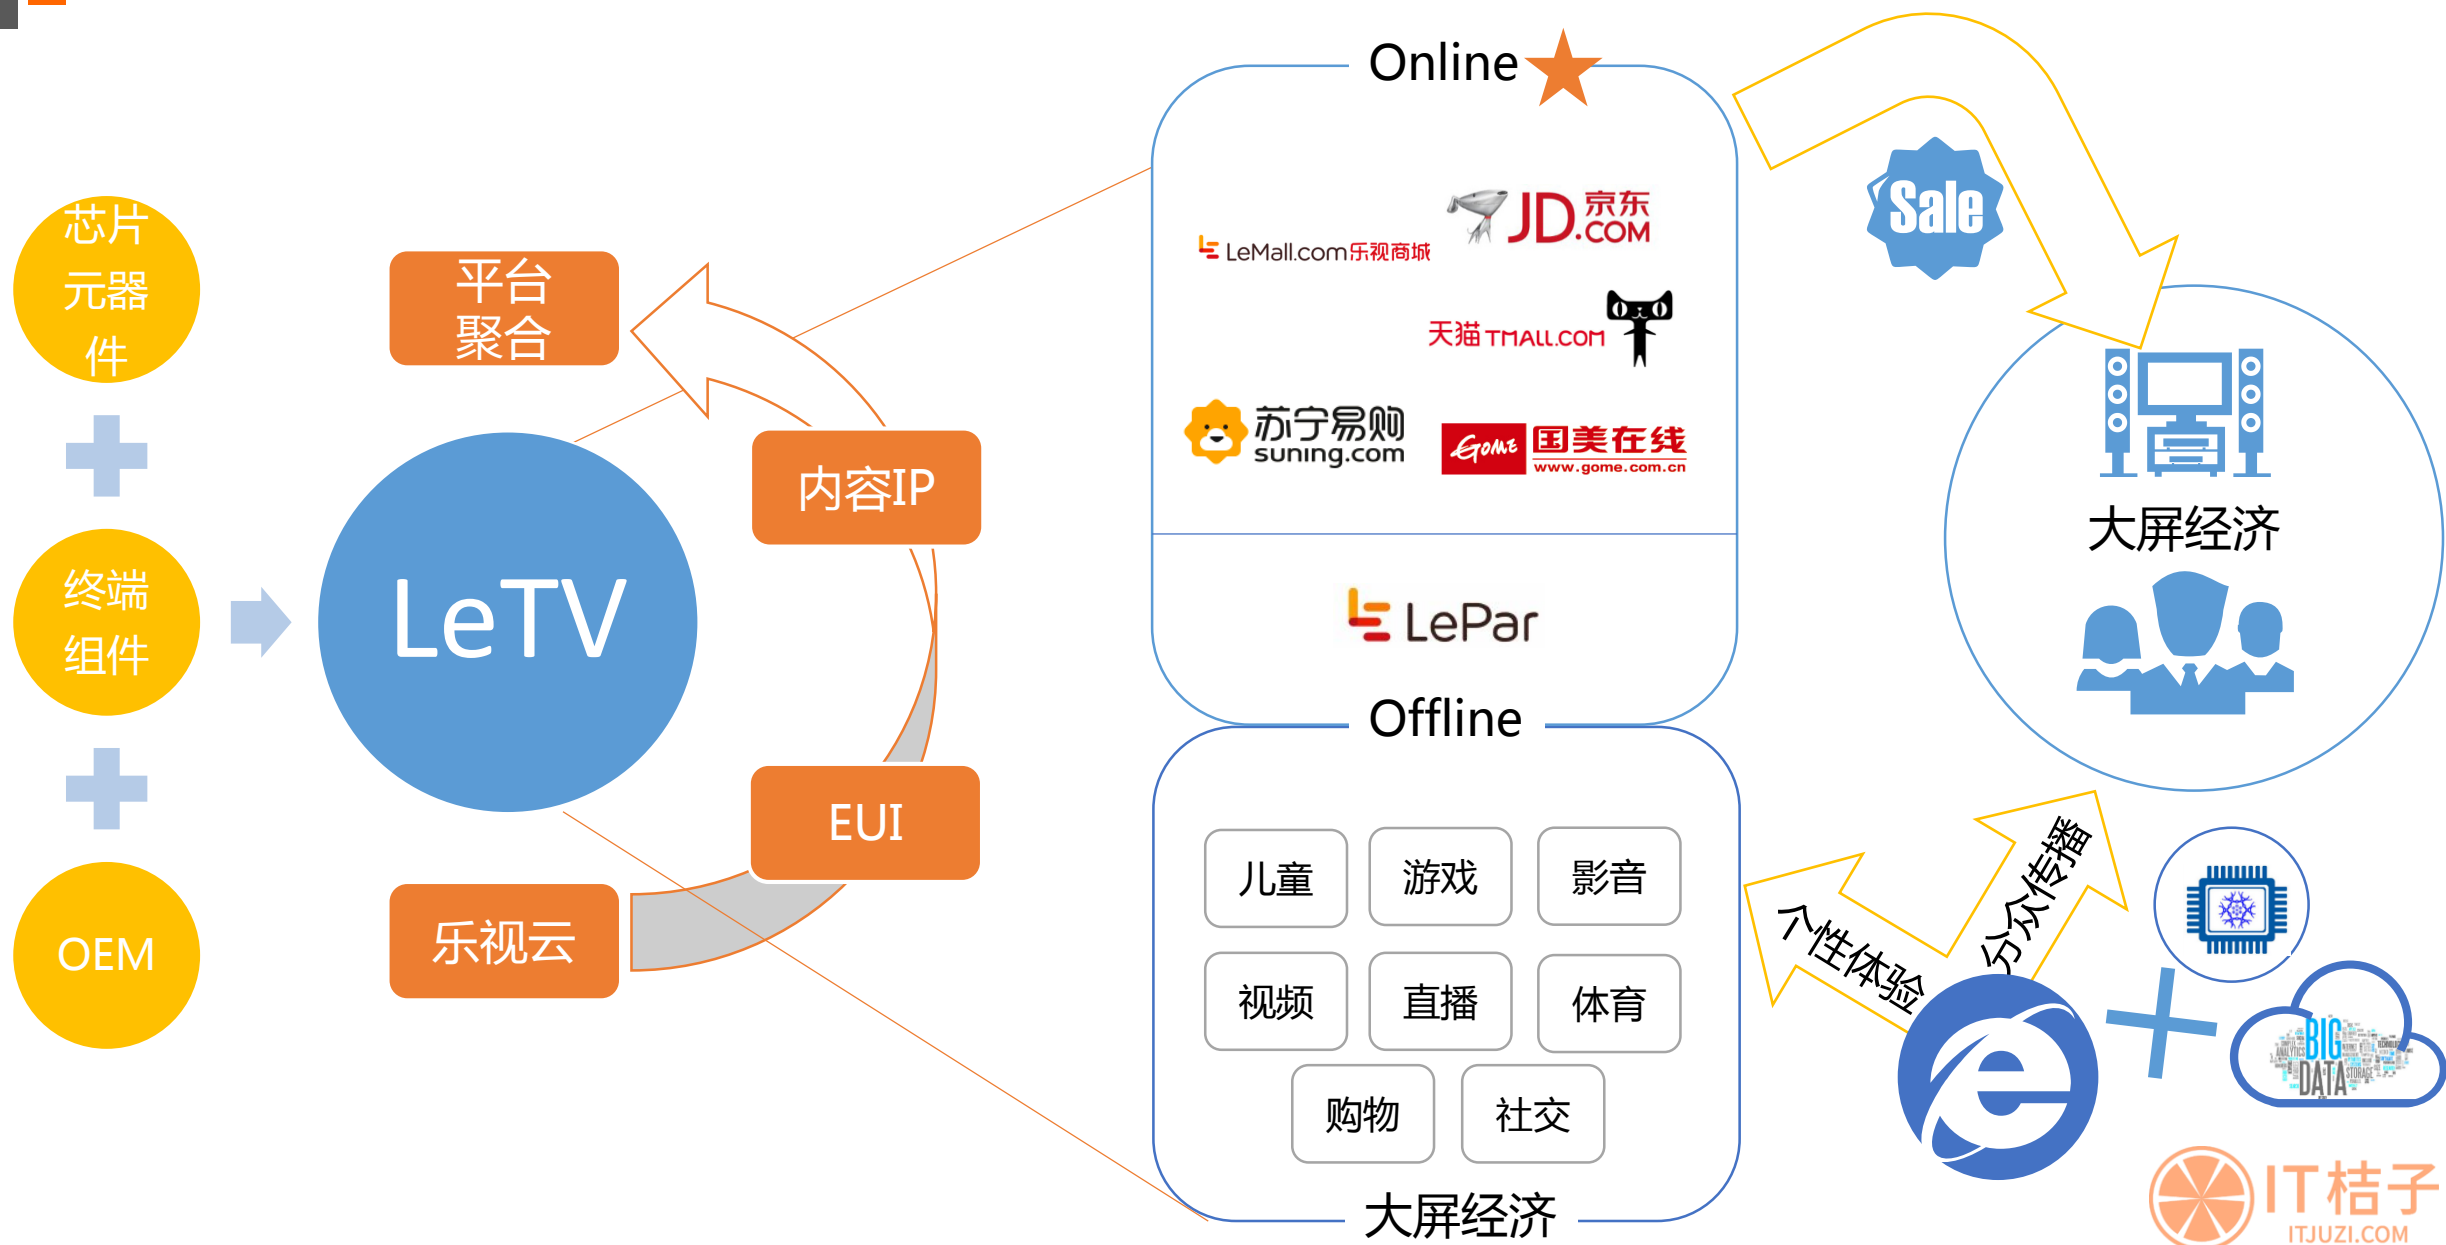 芯片
元器
件
终端
组件
OEM
LeTV
平台
聚合
内容IP
EUI
乐视云
Online
LeMall.com乐视商城
JD京东
.COM
天猫 TMALL.COM
苏宁易购
suning.com
GOME 国美在线
www.gome.com.cn
LePar
Offline
儿童
游戏
影音
视频
直播
体育
购物
社交
大屏经济
Sale
大屏经济
个性体验
分众传播
BIG
DATA
STORAGE
IT桔子
ITJUZI.COM